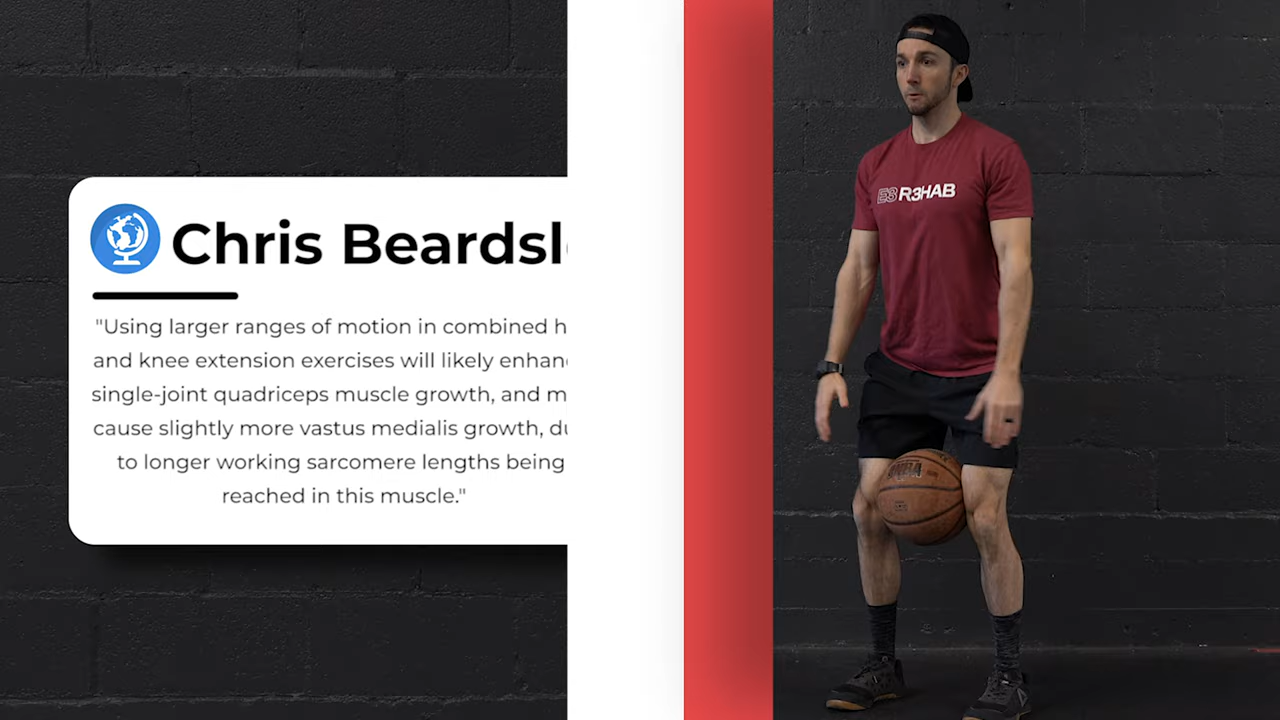 Chris Beardsl
"Using larger ranges of motion in combined h
and knee extension exercises will likely enhanc
single-joint quadriceps muscle growth, and m
cause slightly more vastus medialis growth, du
to longer working sarcomere lengths being
reached in this muscle."
E3 R3HAB
NBA